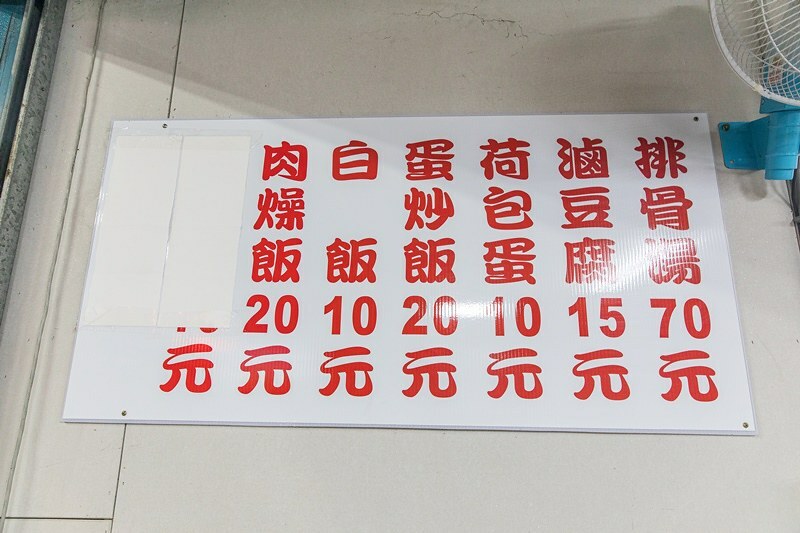 排骨湯70元
滷豆腐15元
荷包蛋10元
蛋炒飯20元
白飯10元
肉燥飯20元
元